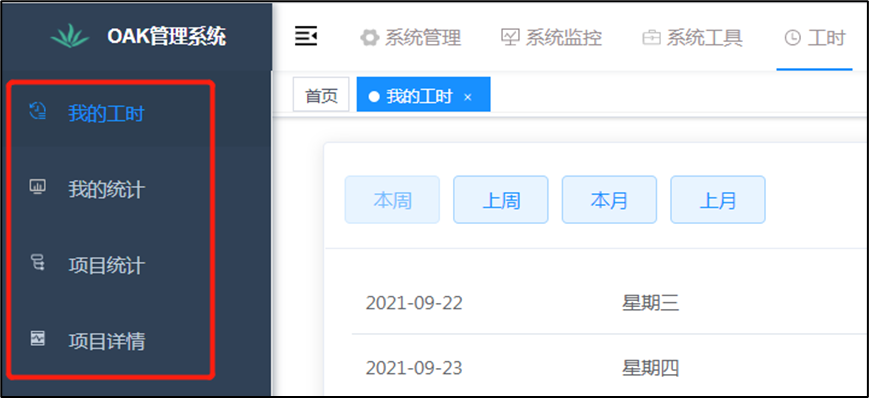 OAK管理系统
系统管理 系统监控 系统工具 工时
首页 我的工时 ×
我的工时
我的统计
项目统计
项目详情
本周 上周 本月 上月
2021-09-22 星期三
2021-09-23 星期四